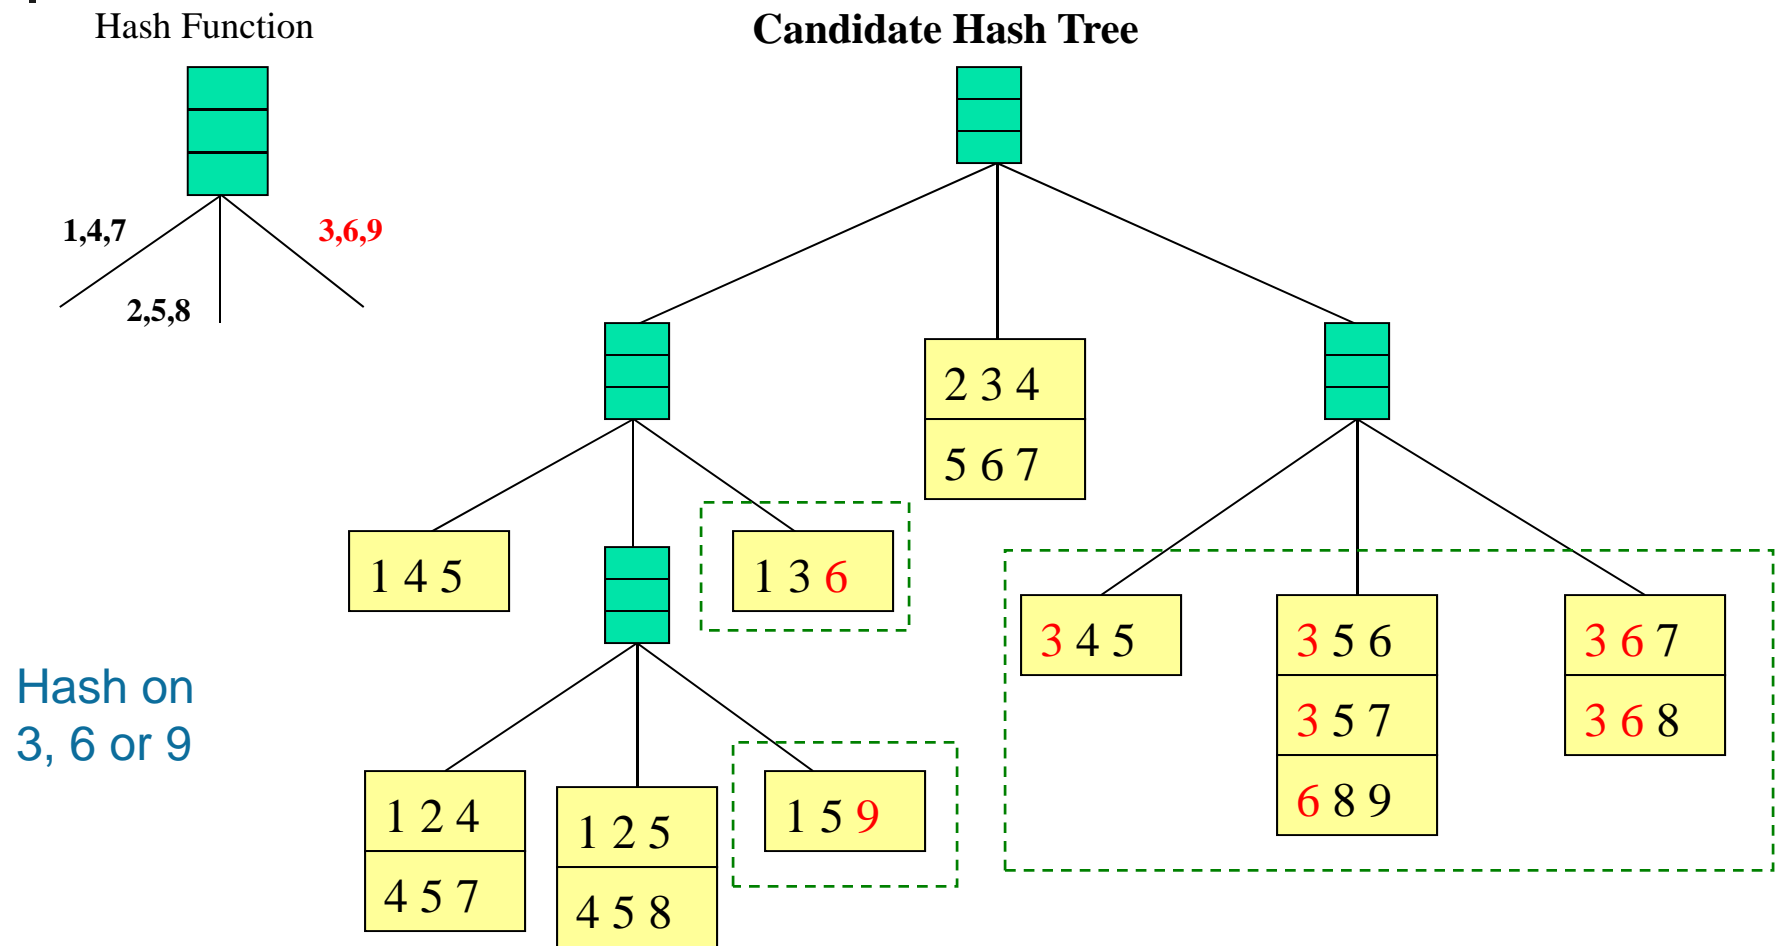 Hash Function
Candidate Hash Tree
1,4,7
3,6,9
2,5,8
2 3 4
5 6 7
1 4 5
1 3 6
3 4 5
3 5 6
3 6 7
3 5 7
3 6 8
6 8 9
Hash on
3, 6 or 9
1 2 4
1 2 5
1 5 9
4 5 7
4 5 8